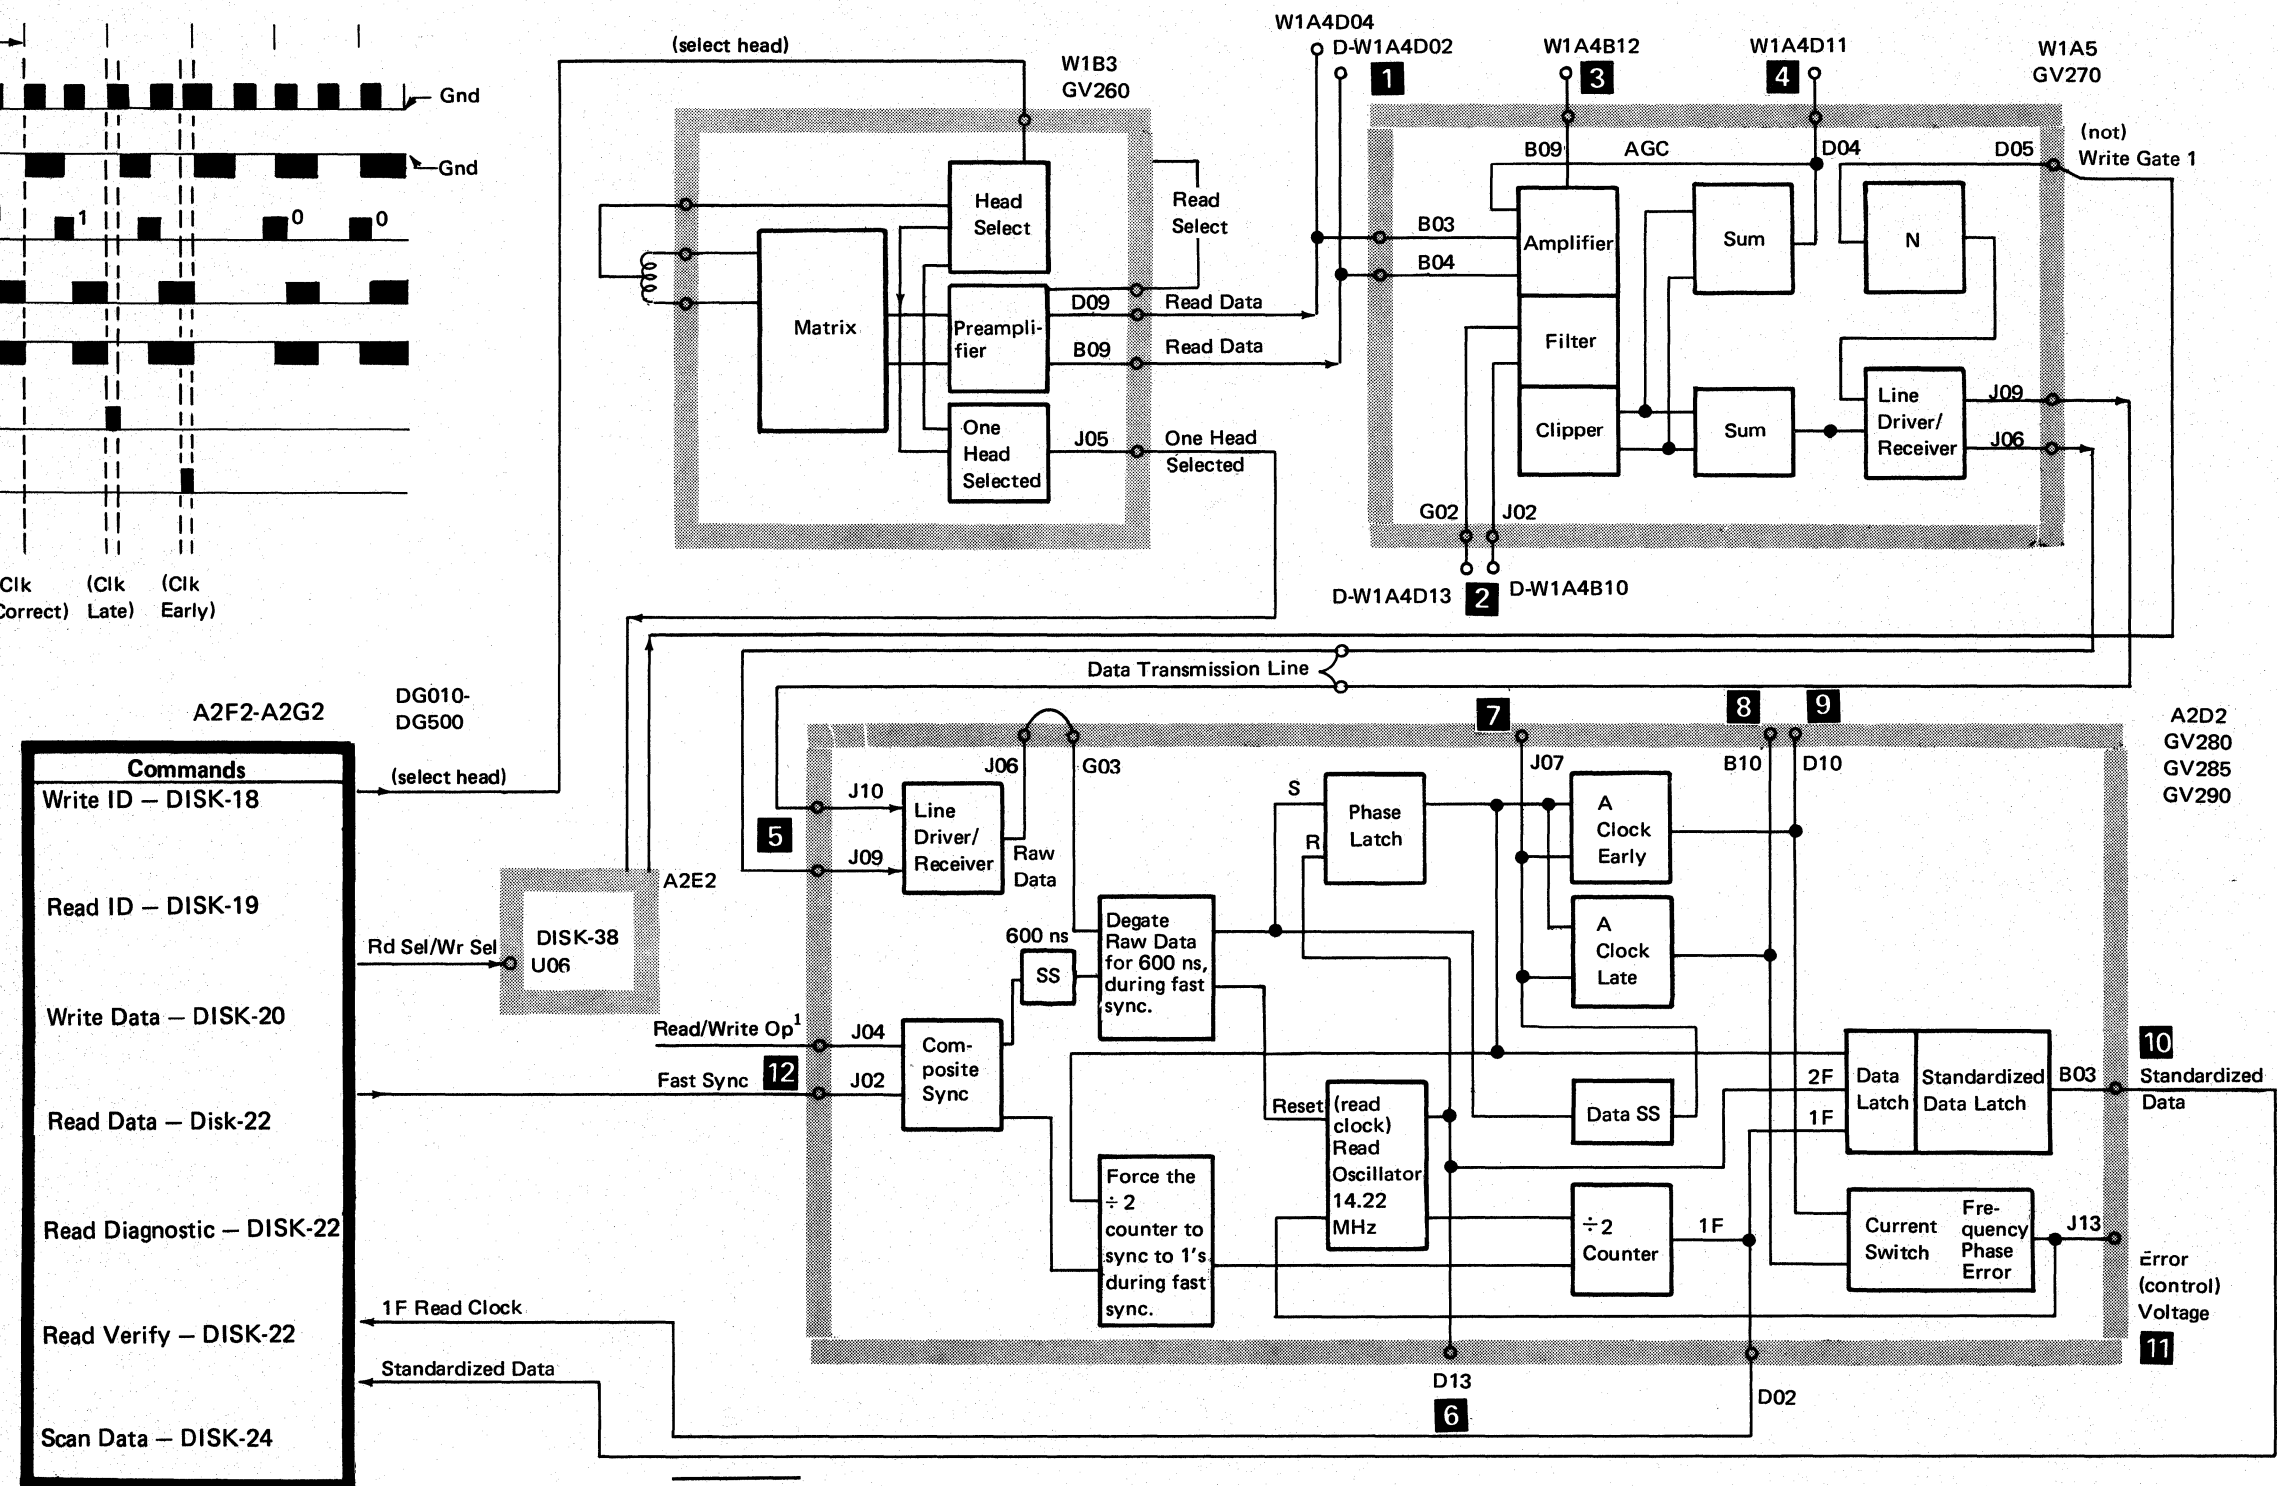 Gnd
Gnd
1
0
0
Clk
Correct)
(Clk
Late)
(Clk
Early)
(select head)
W1B3
GV260
Head
Select
Read
Select
Matrix
Preampli-
fier
D09
Read Data
B09
Read Data
One
Head
Selected
J05
One Head
Selected
W1A4D04
D-W1A4D02
1
W1A4B12
3
W1A4D11
4
W1A5
GV270
(not)
Write Gate 1
B09
AGC
D04
D05
B03
B04
Amplifier
Filter
Clipper
Sum
Sum
N
Line
Driver/
Receiver
J09
J06
G02
J02
D-W1A4D13
2
D-W1A4B10
Data Transmission Line
A2F2-A2G2
DG010-
DG500
Commands
Write ID – DISK-18
Read ID – DISK-19
Write Data – DISK-20
Read Data – Disk-22
Read Diagnostic – DISK-22
Read Verify – DISK-22
Scan Data – DISK-24
(select head)
Rd Sel/Wr Sel
A2E2
DISK-38
U06
Read/Write Op1
Fast Sync
12
1F Read Clock
Standardized Data
5
7
8
9
A2D2
GV280
GV285
GV290
J06
G03
J07
B10
D10
J10
J09
Line
Driver/
Receiver
Raw
Data
600 ns
SS
Degate
Raw Data
for 600 ns,
during fast
sync.
J04
J02
Com-
posite
Sync
S
R
Phase
Latch
A
Clock
Early
A
Clock
Late
Reset
(read
clock)
Read
Oscillator
14.22
MHz
Data SS
Force the
÷ 2
counter to
sync to 1's
during fast
sync.
÷2
Counter
1F
2F
1F
Data
Latch
Standardized
Data Latch
B03
10
Standardized
Data
Current
Switch
Fre-
quency
Phase
Error
J13
Error
(control)
Voltage
11
D13
6
D02